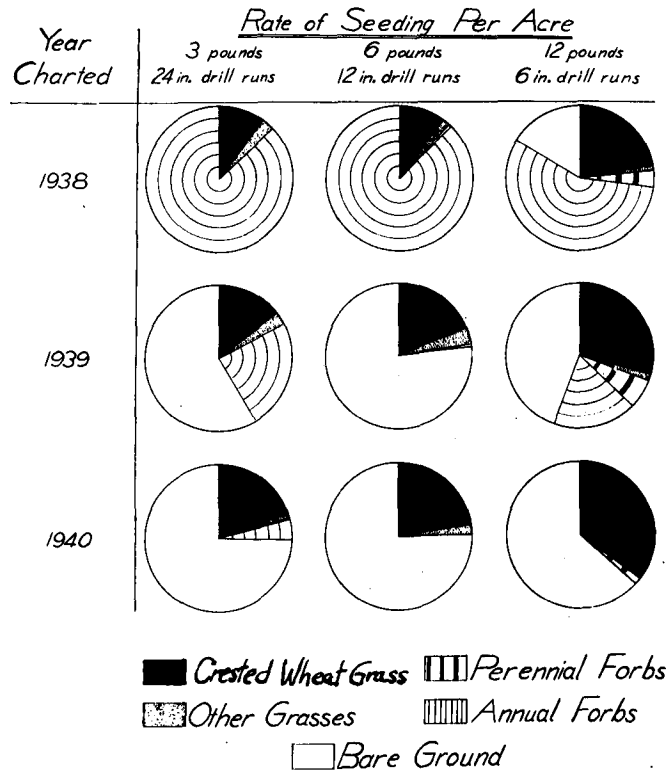 Rate of Seeding Per Acre
Year
Charted
3 pounds
24 in. drill runs
6 pounds
12 in. drill runs
12 pounds
6 in. drill runs
1938
1939
1940
Crested Wheat Grass
Perennial Forbs
Other Grasses
Annual Forbs
Bare Ground